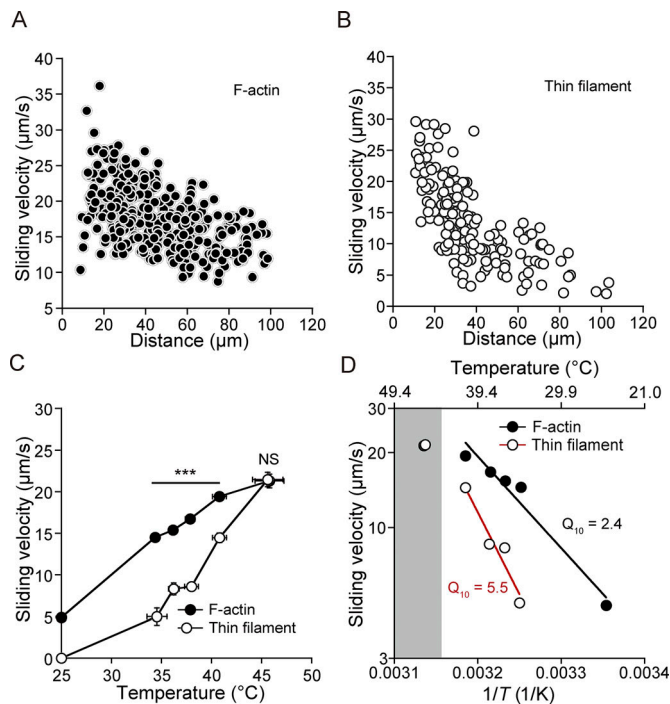 A
Sliding velocity (µm/s)
40
35
30
25
20
15
10
5
F-actin
0 20 40 60 80 100 120
Distance (µm)
B
Sliding velocity (µm/s)
40
35
30
25
20
15
10
5
0
Thin filament
0 20 40 60 80 100 120
Distance (µm)
C
Sliding velocity (µm/s)
30
25
20
15
10
5
0
***
NS
F-actin
Thin filament
25 30 35 40 45 50
Temperature (°C)
D
Temperature (°C)
49.4 39.4 29.9 21.0
Sliding velocity (µm/s)
30
10
3
F-actin
Thin filament
Q10 = 2.4
Q10 = 5.5
0.0031 0.0032 0.0033 0.0034
1/T (1/K)